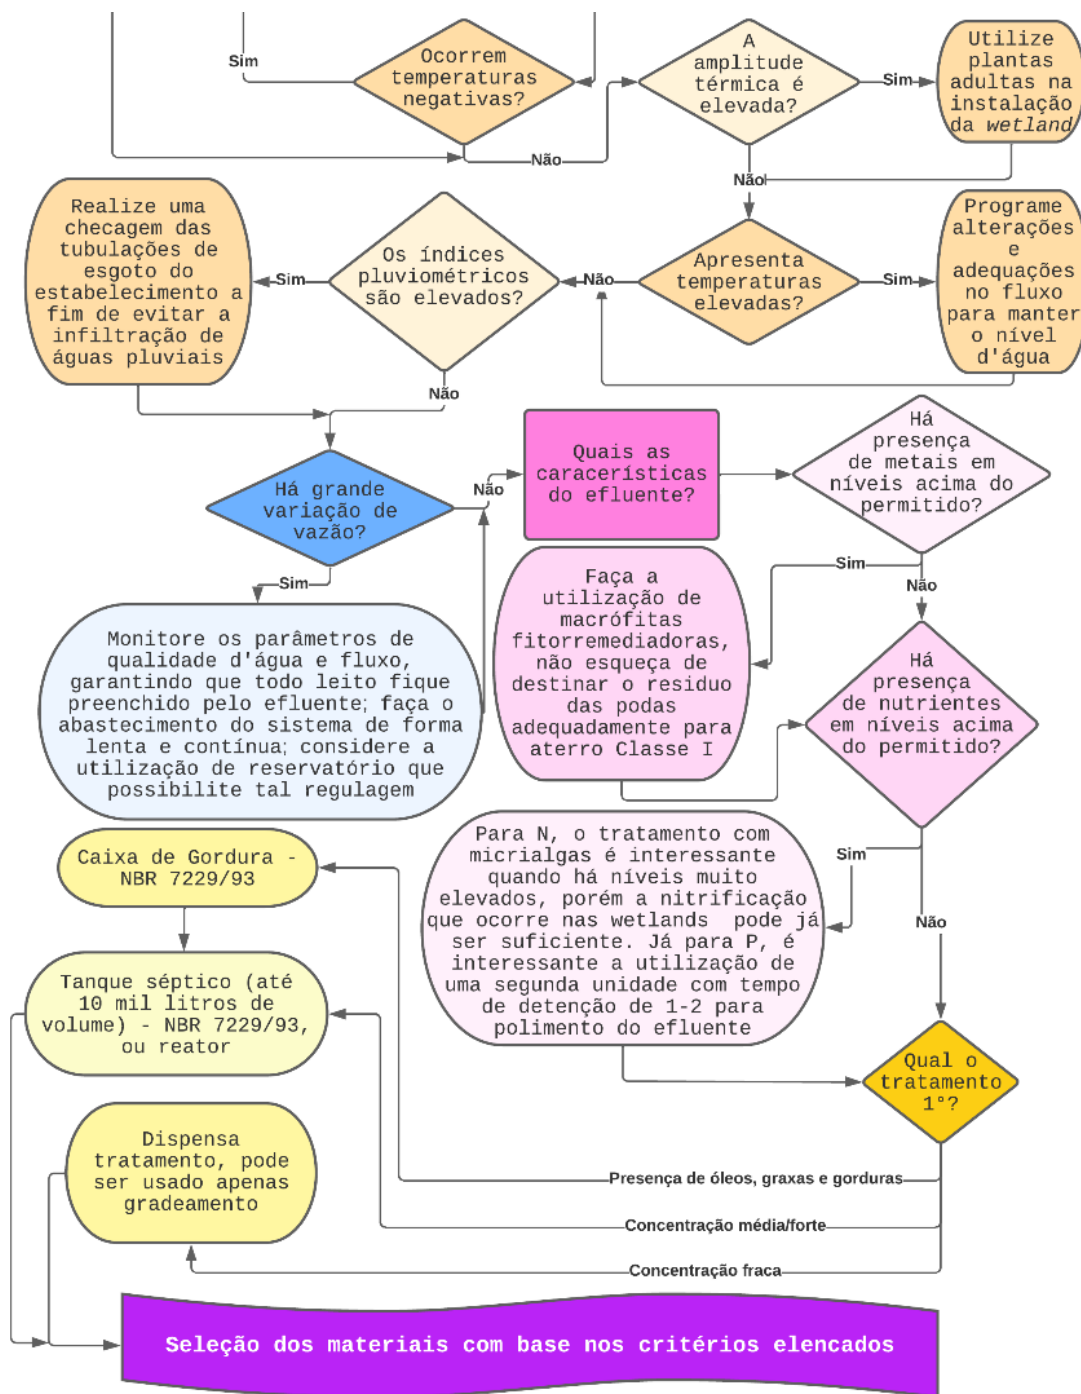 Sim
Ocorrem
temperaturas
negativas?
Não
A
amplitude
térmica é
elevada?
Sim
Utilize
plantas
adultas na
instalação
da wetland
Não
Realize uma
checagem das
tubulações de
esgoto do
estabelecimento a
fim de evitar a
infiltração de
águas pluviais
Sim
Os índices
pluviométricos
são elevados?
Não
Apresenta
temperaturas
elevadas?
Sim
Programe
alterações
e
adequações
no fluxo
para manter
o nível
d'água
Não
Há grande
variação de
vazão?
Não
Quais as
caracerísticas
do efluente?
Há
presença
de metais em
níveis acima do
permitido?
Sim
Sim
Não
Monitore os parâmetros de
qualidade d'água e fluxo,
garantindo que todo leito fique
preenchido pelo efluente; faça o
abastecimento do sistema de forma
lenta e contínua; considere a
utilização de reservatório que
possibilite tal regulagem
Faça a
utilização de
macrófitas
fitorremediadoras,
não esqueça de
destinar o residuo
das podas
adequadamente para
aterro Classe I
Há
presença
de nutrientes
em níveis acima
do permitido?
Sim
Não
Para N, o tratamento com
micrialgas é interessante
quando há níveis muito
elevados, porém a nitrificação
que ocorre nas wetlands pode já
ser suficiente. Já para P, é
interessante a utilização de
uma segunda unidade com tempo
de detenção de 1-2 para
polimento do efluente
Caixa de Gordura -
NBR 7229/93
Tanque séptico (até
10 mil litros de
volume) - NBR 7229/93,
ou reator
Qual o
tratamento
1°?
Dispensa
tratamento, pode
ser usado apenas
gradeamento
Presença de óleos, graxas e gorduras
Concentração média/forte
Concentração fraca
Seleção dos materiais com base nos critérios elencados